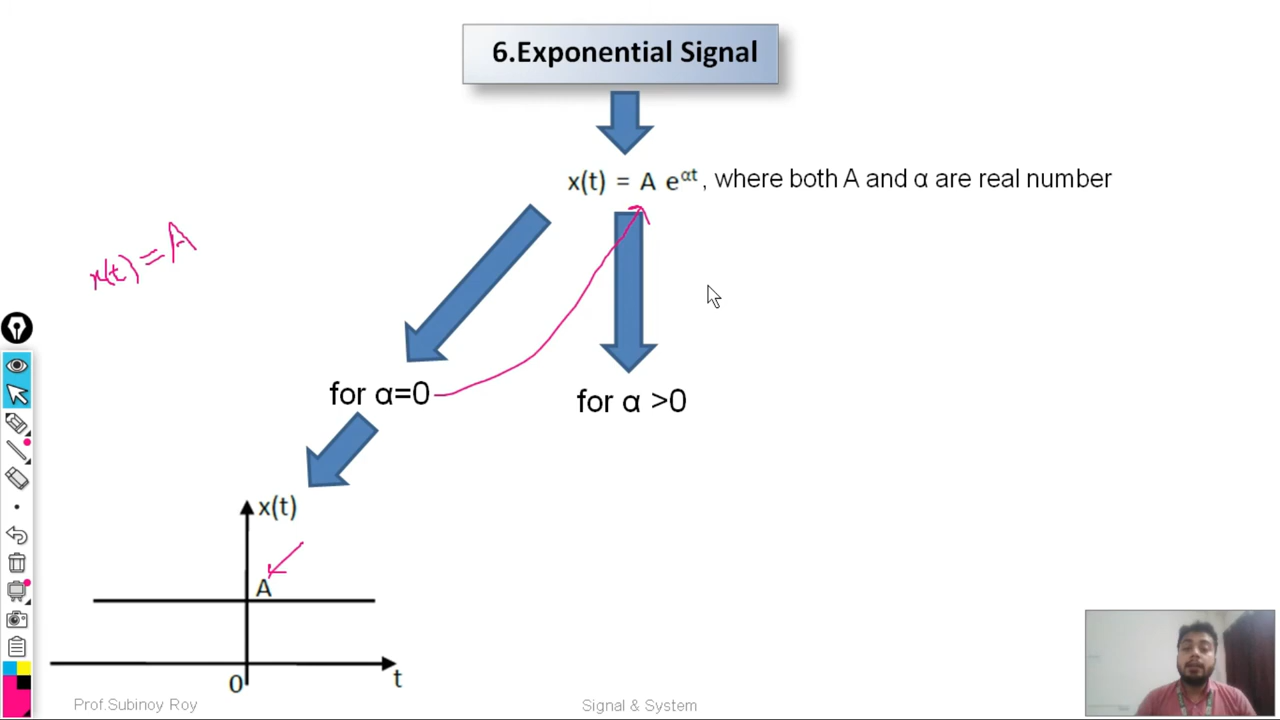 6.Exponential Signal
x(t) = A e^αt, where both A and α are real number
x(t) = A
for α=0
for α >0
x(t)
A
0
t
Prof.Subinoy Roy
Signal & System